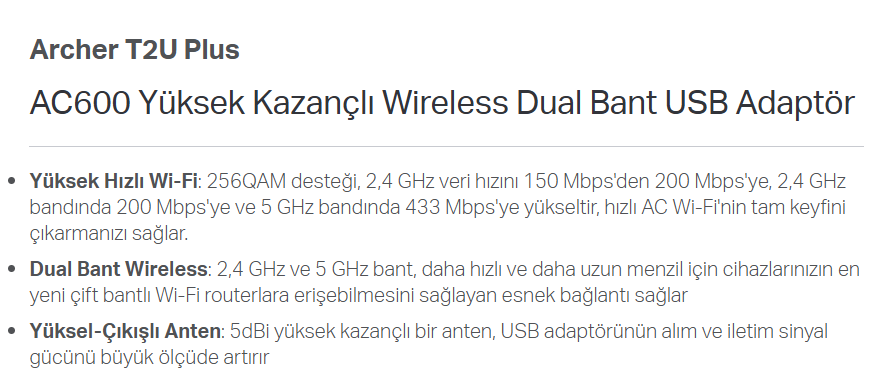 Archer T2U Plus
AC600 Yüksek Kazançlı Wireless Dual Bant USB Adaptör
Yüksek Hızlı Wi-Fi: 256QAM desteği, 2,4 GHz veri hızını 150 Mbps'den 200 Mbps'ye, 2,4 GHz
bandında 200 Mbps'ye ve 5 GHz bandında 433 Mbps'ye yükseltir, hızlı AC Wi-Fi'nin tam keyfini
çıkarmanızı sağlar.
Dual Bant Wireless: 2,4 GHz ve 5 GHz bant, daha hızlı ve daha uzun menzil için cihazlarınızın en
yeni çift bantlı Wi-Fi routerlara erişebilmesini sağlayan esnek bağlantı sağlar
Yüksel-Çıkışlı Anten: 5dBi yüksek kazançlı bir anten, USB adaptörünün alım ve iletim sinyal
gücünü büyük ölçüde artırır